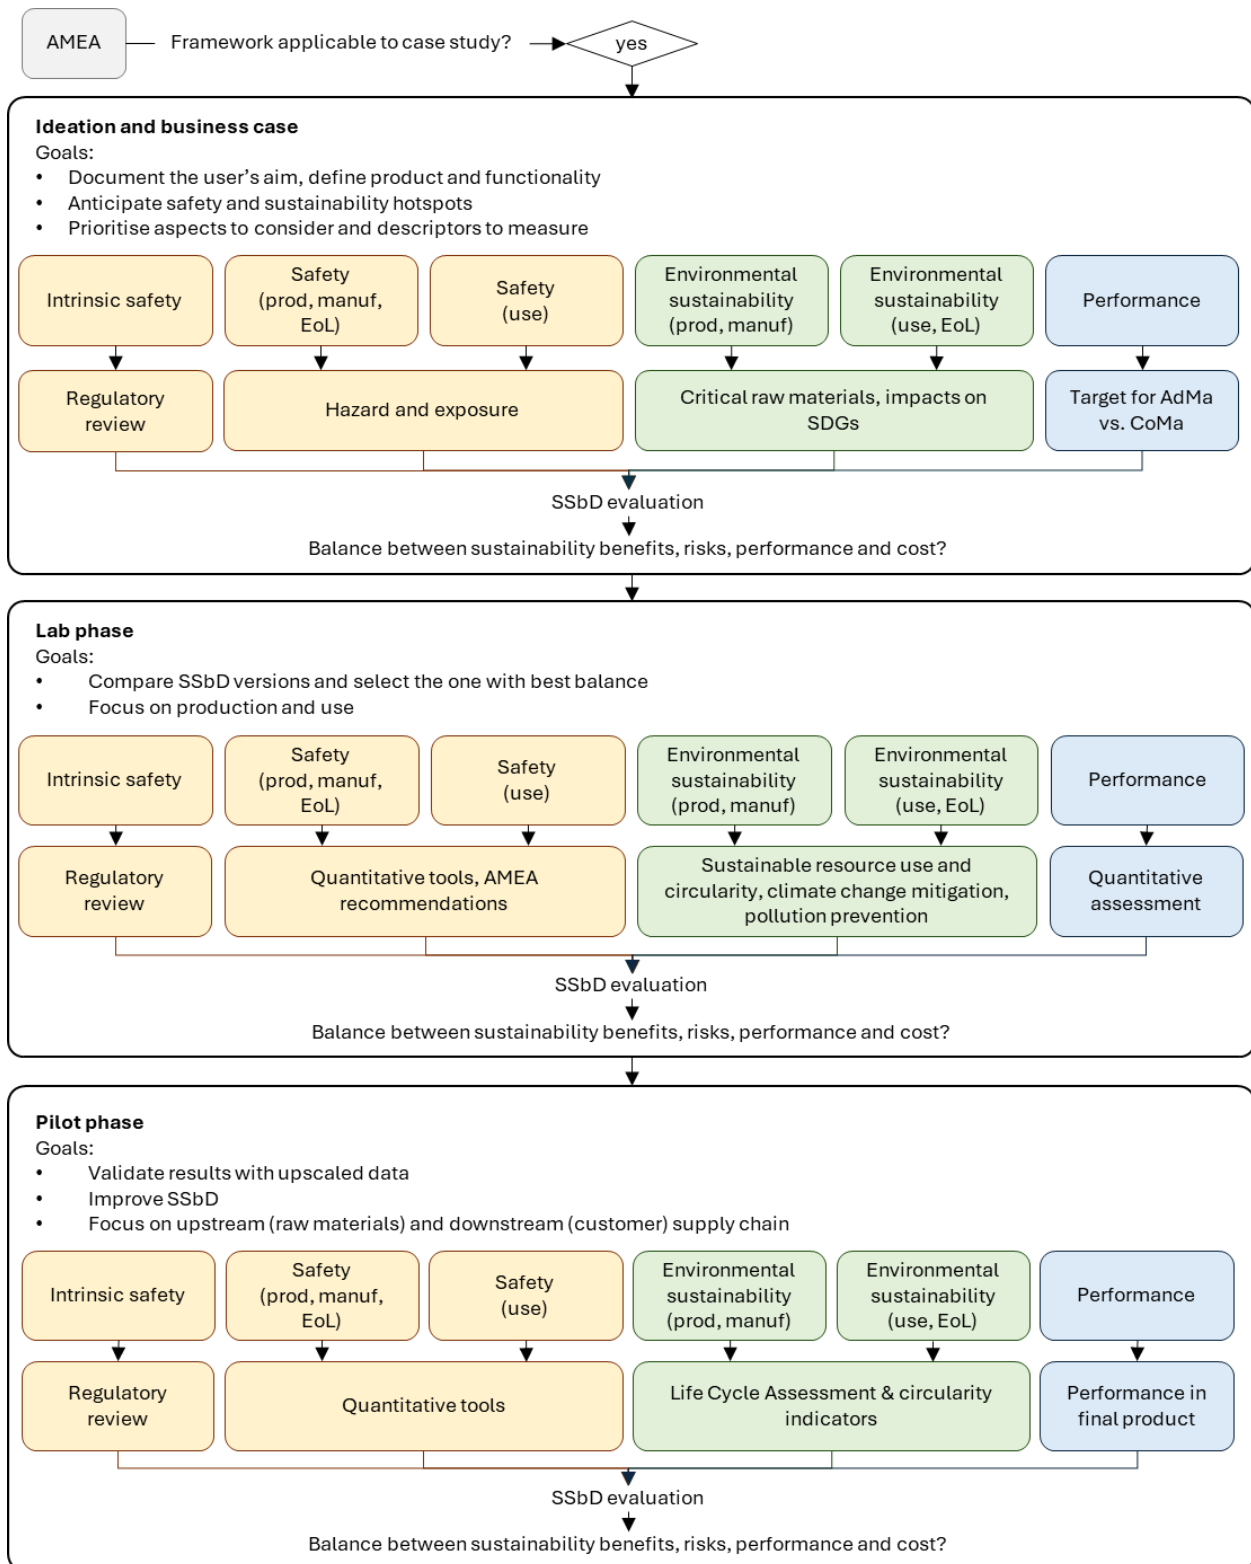 AMEA
Framework applicable to case study?
yes
Ideation and business case
Goals:
• Document the user's aim, define product and functionality
• Anticipate safety and sustainability hotspots
• Prioritise aspects to consider and descriptors to measure
Intrinsic safety
Safety
(prod, manuf,
EoL)
Safety
(use)
Environmental
sustainability
(prod, manuf)
Environmental
sustainability
(use, EoL)
Performance
Regulatory
review
Hazard and exposure
Critical raw materials, impacts on
SDGs
Target for AdMa
vs. CoMa
SSbD evaluation
Balance between sustainability benefits, risks, performance and cost?
Lab phase
Goals:
• Compare SSbD versions and select the one with best balance
• Focus on production and use
Intrinsic safety
Safety
(prod, manuf,
EoL)
Safety
(use)
Environmental
sustainability
(prod, manuf)
Environmental
sustainability
(use, EoL)
Performance
Regulatory
review
Quantitative tools, AMEA
recommendations
Sustainable resource use and
circularity, climate change mitigation,
pollution prevention
Quantitative
assessment
SSbD evaluation
Balance between sustainability benefits, risks, performance and cost?
Pilot phase
Goals:
• Validate results with upscaled data
• Improve SSbD
• Focus on upstream (raw materials) and downstream (customer) supply chain
Intrinsic safety
Safety
(prod, manuf,
EoL)
Safety
(use)
Environmental
sustainability
(prod, manuf)
Environmental
sustainability
(use, EoL)
Performance
Regulatory
review
Quantitative tools
Life Cycle Assessment & circularity
indicators
Performance in
final product
SSbD evaluation
Balance between sustainability benefits, risks, performance and cost?